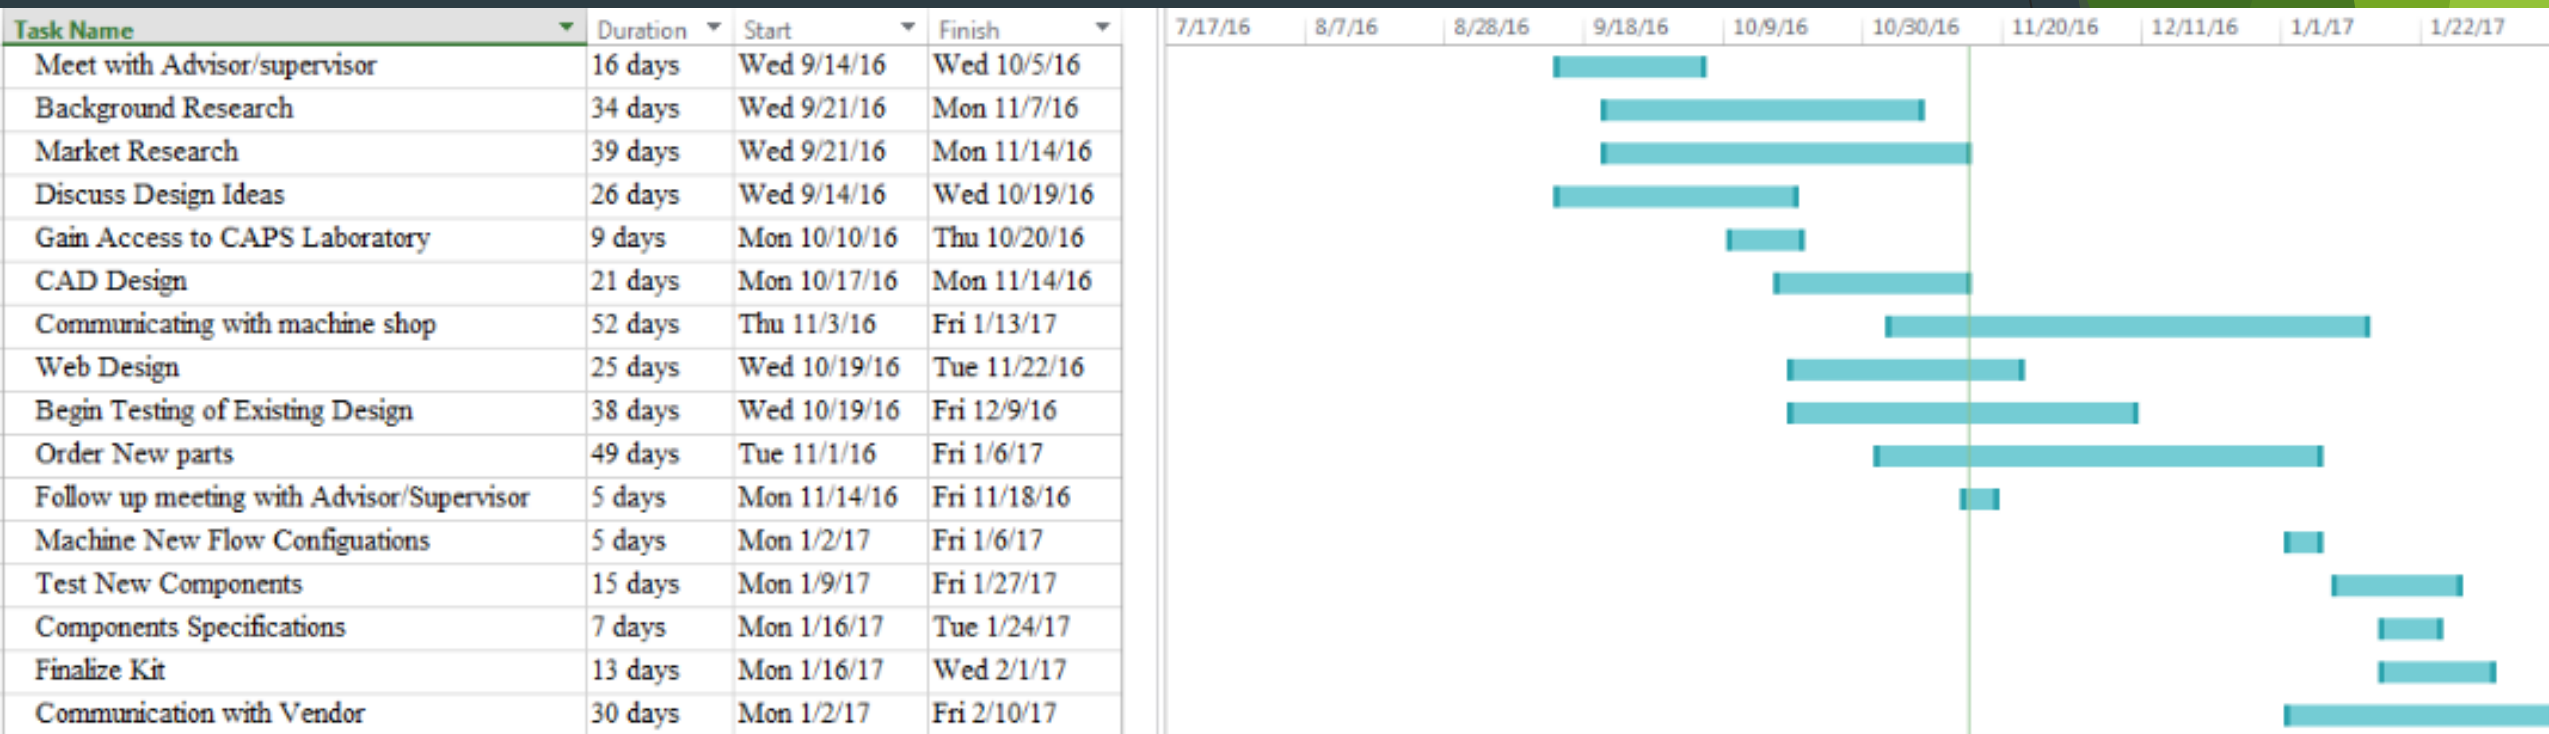 Task Name Duration Start Finish 7/17/16 8/7/16 8/28/16 9/18/16 10/9/16 10/30/16 11/20/16 12/11/16 1/1/17 1/22/17
Meet with Advisor/supervisor 16 days Wed 9/14/16 Wed 10/5/16
Background Research 34 days Wed 9/21/16 Mon 11/7/16
Market Research 39 days Wed 9/21/16 Mon 11/14/16
Discuss Design Ideas 26 days Wed 9/14/16 Wed 10/19/16
Gain Access to CAPS Laboratory 9 days Mon 10/10/16 Thu 10/20/16
CAD Design 21 days Mon 10/17/16 Mon 11/14/16
Communicating with machine shop 52 days Thu 11/3/16 Fri 1/13/17
Web Design 25 days Wed 10/19/16 Tue 11/22/16
Begin Testing of Existing Design 38 days Wed 10/19/16 Fri 12/9/16
Order New parts 49 days Tue 11/1/16 Fri 1/6/17
Follow up meeting with Advisor/Supervisor 5 days Mon 11/14/16 Fri 11/18/16
Machine New Flow Configuations 5 days Mon 1/2/17 Fri 1/6/17
Test New Components 15 days Mon 1/9/17 Fri 1/27/17
Components Specifications 7 days Mon 1/16/17 Tue 1/24/17
Finalize Kit 13 days Mon 1/16/17 Wed 2/1/17
Communication with Vendor 30 days Mon 1/2/17 Fri 2/10/17